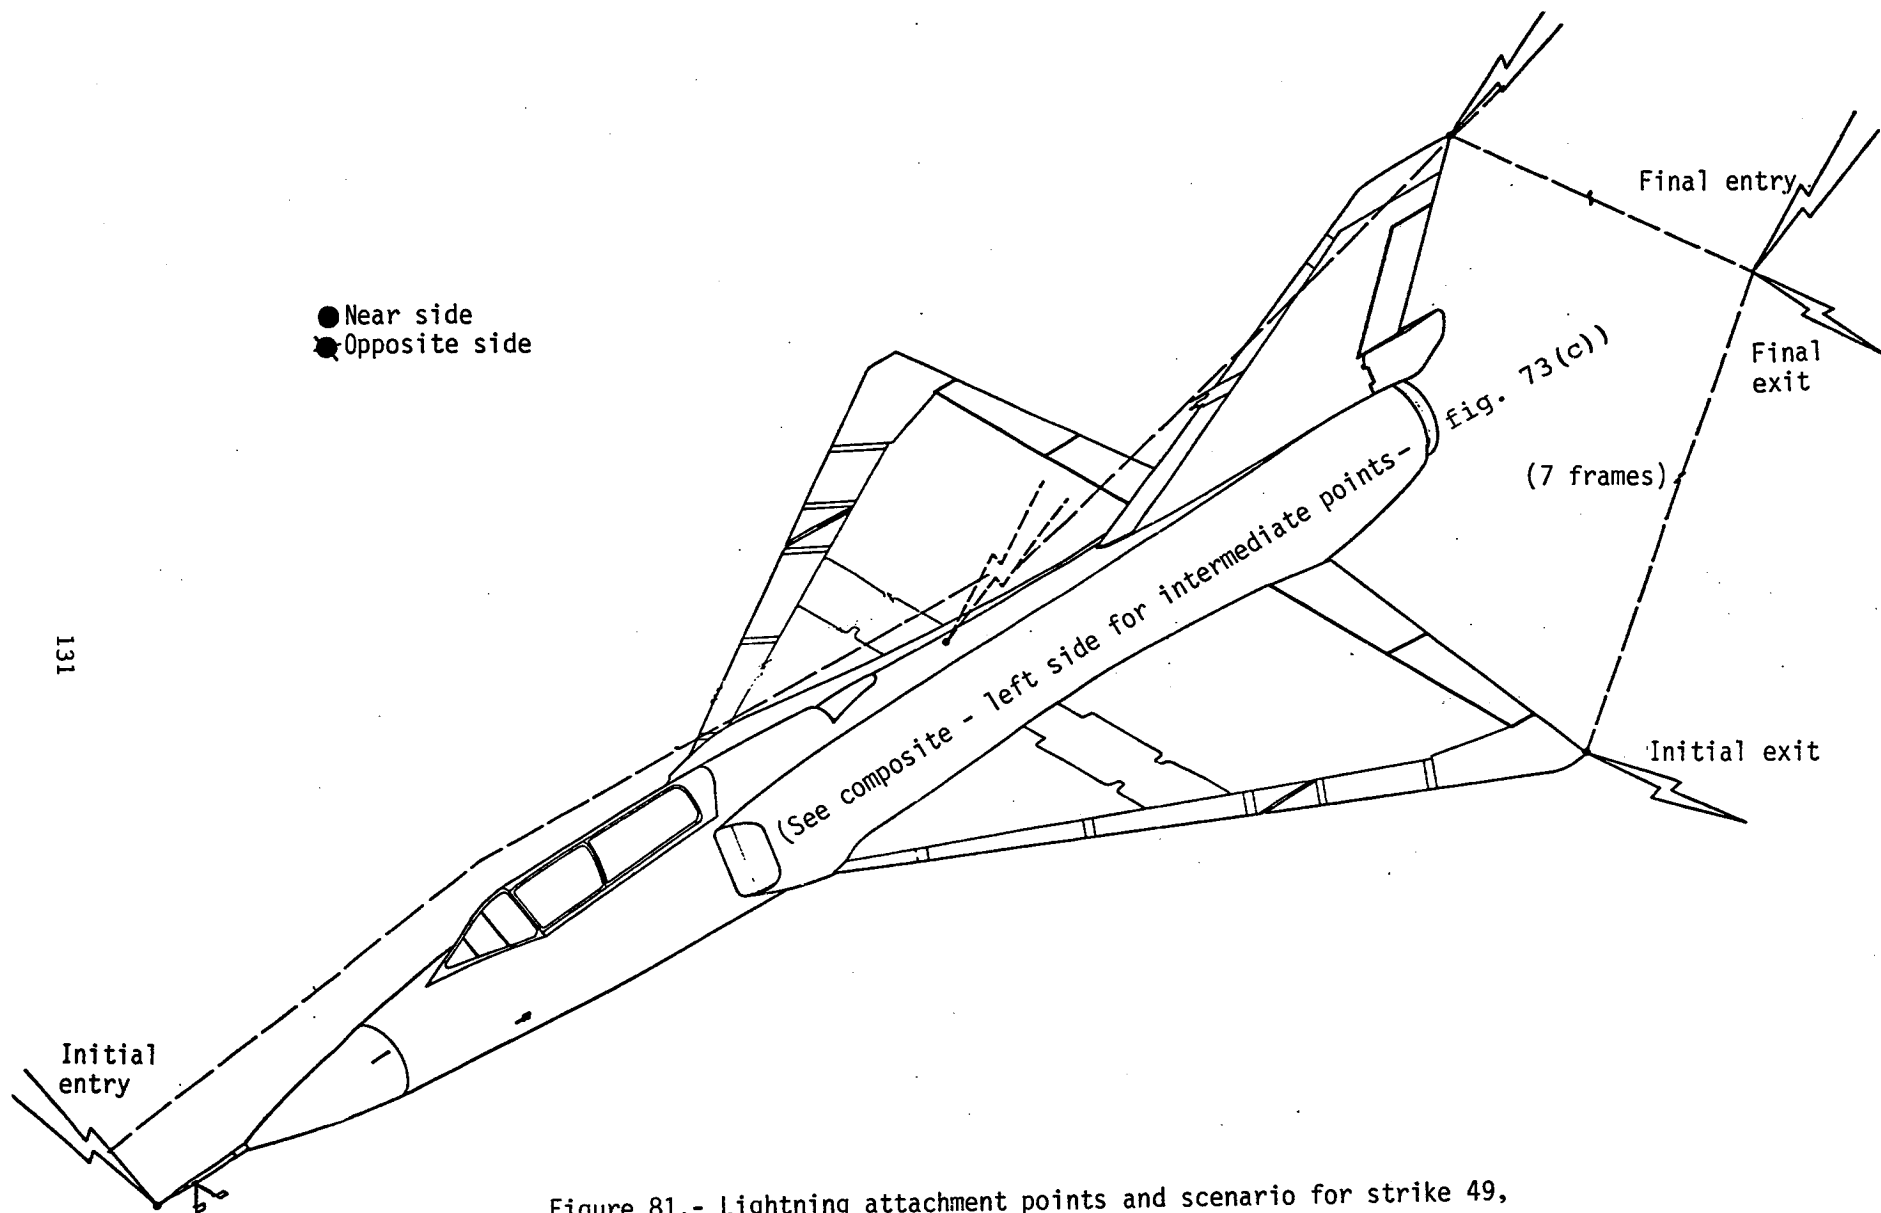 Final entry
● Near side
Opposite side
Final
exit
(See composite - left side for intermediate points- fig. 73(c))
(7 frames)
131
Initial exit
Initial
entry
Figure 81.- Lightning attachment points and scenario for strike 49,